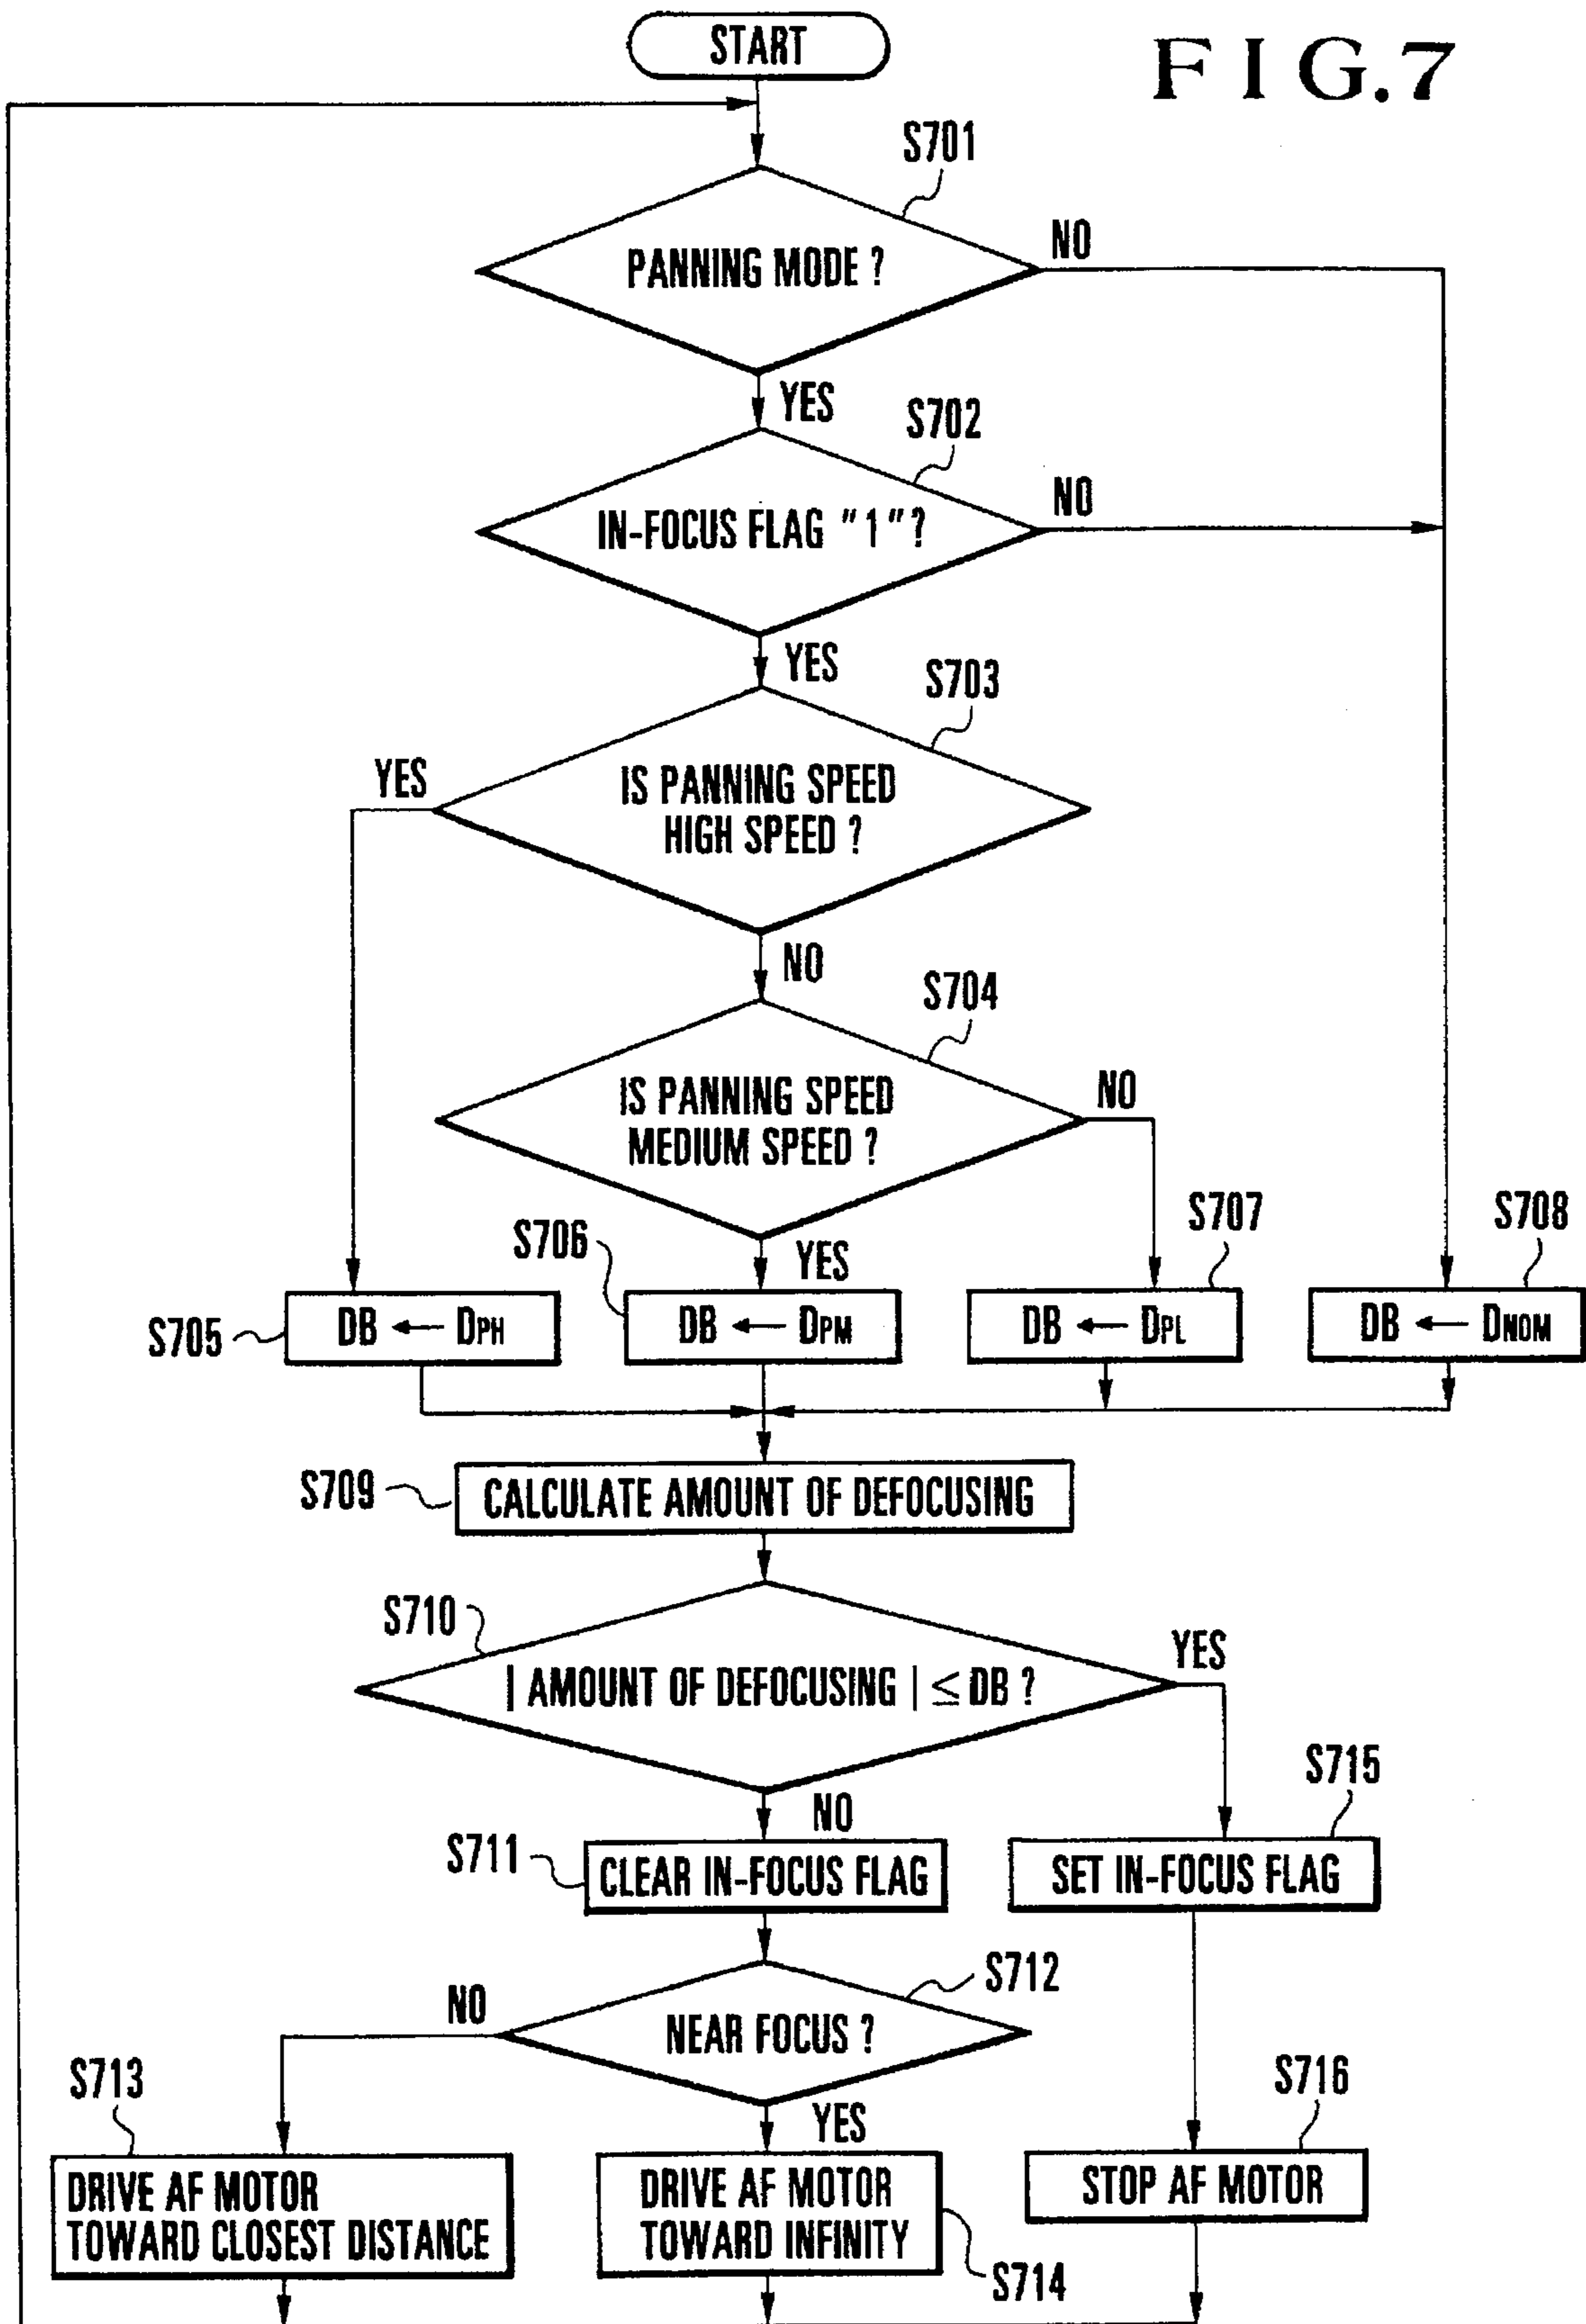 START
FIG.7
S701
PANNING MODE ?
NO
YES
S702
IN-FOCUS FLAG "1"?
NO
YES
S703
YES
IS PANNING SPEED
HIGH SPEED ?
NO
S704
IS PANNING SPEED
MEDIUM SPEED ?
NO
S706
YES
S707
S708
S705
DB ← DPH
DB ← DPM
DB ← DPL
DB ← DNOM
S709
CALCULATE AMOUNT OF DEFOCUSING
S710
| AMOUNT OF DEFOCUSING | ≤ DB ?
YES
NO
S715
S711
CLEAR IN-FOCUS FLAG
SET IN-FOCUS FLAG
S712
NO
NEAR FOCUS ?
S713
YES
S716
DRIVE AF MOTOR
TOWARD CLOSEST DISTANCE
DRIVE AF MOTOR
TOWARD INFINITY
S714
STOP AF MOTOR